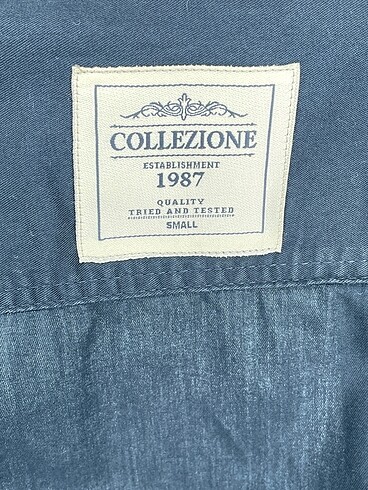 COLLEZIONE
ESTABLISHMENT
1987
QUALITY
TRIED AND TESTED
SMALL